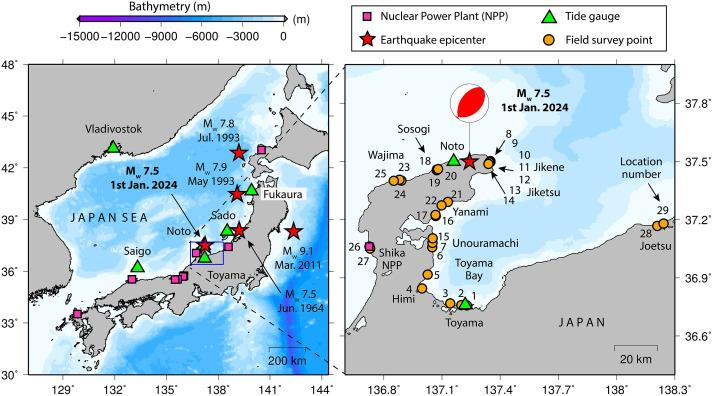 Bathymetry (m)
−15000 −12000 −9000 −6000 −3000 0 (m)
Nuclear Power Plant (NPP)
Tide gauge
Earthquake epicenter
Field survey point
48°
45°
42°
39°
36°
33°
30°
129° 132° 135° 138° 141° 144°
Vladivostok
Mw 7.8
Jul. 1993
Mw 7.5
1st Jan. 2024
Mw 7.9
May 1993
Fukaura
JAPAN SEA
Sado
Noto
Saigo
Toyama
Mw 9.1
Mar. 2011
Mw 7.5
Jun. 1964
200 km
37.8°
37.5°
37.2°
36.9°
36.6°
136.8° 137.1° 137.4° 137.7° 138° 138.3°
Mw 7.5
1st Jan. 2024
Sosogi
Noto
8
9
10
11 Jikene
12
13 Jiketsu
14
Wajima
25 23
24
18
19
20
22 21
Yanami
17 16
Location
number
29
28
Joetsu
26
27
Shika
NPP
15
Unouramachi
7
6
5
Toyama
Bay
4
Himi
3 2 1
Toyama
JAPAN
20 km